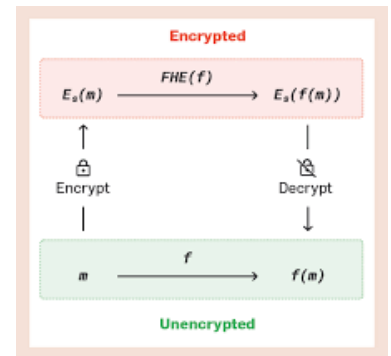 Encrypted
FHE(f)
Eₛ(m) Eₛ(f(m))
Encrypt Decrypt
f
m f(m)
Unencrypted